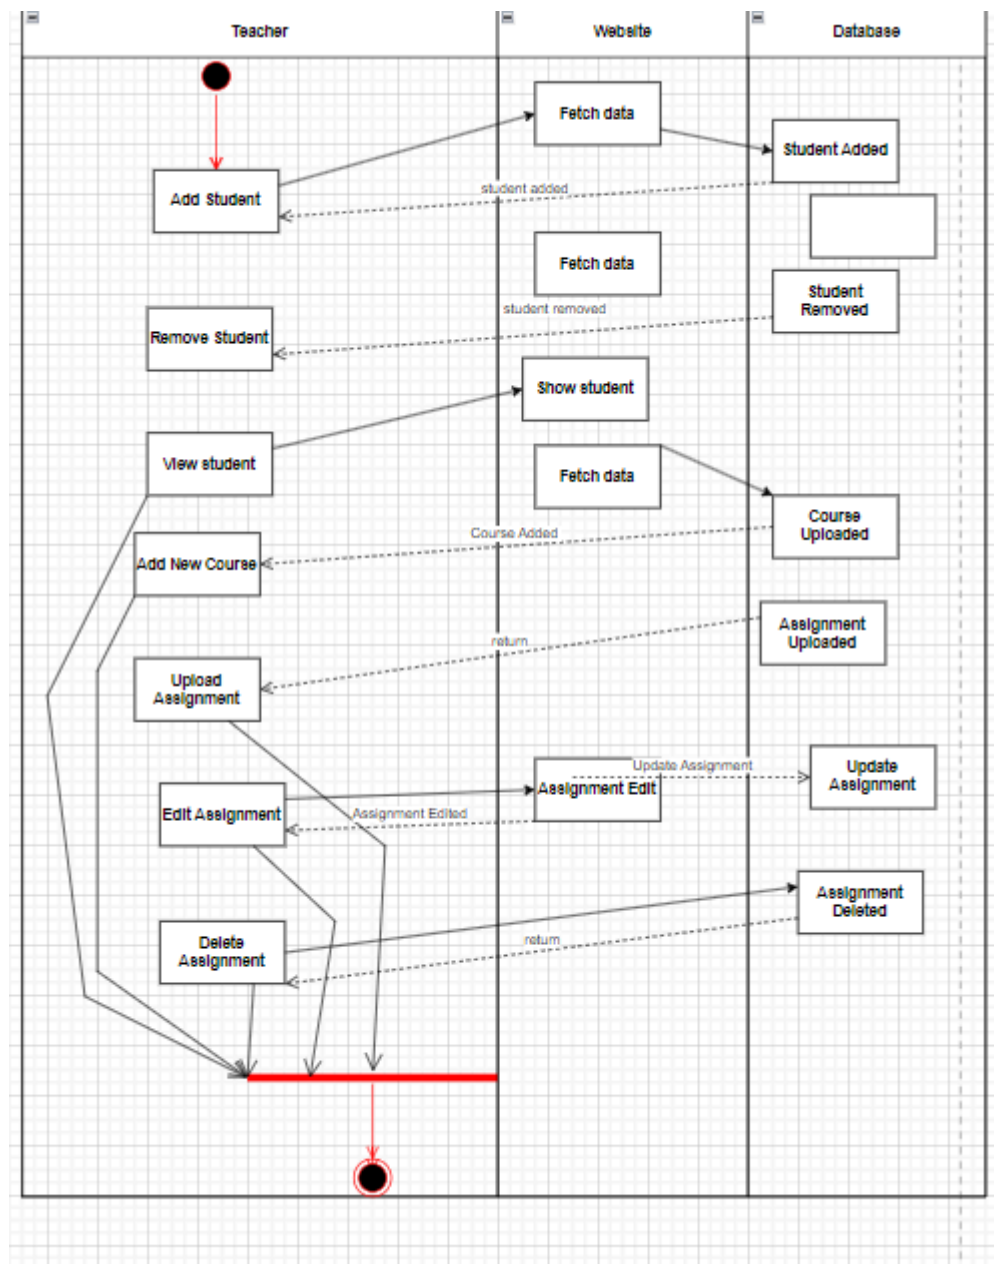 Teacher
Website
Database
Fetch data
Student Added
student added
Add Student
Fetch data
Student
Removed
student removed
Remove Student
Show student
View student
Fetch data
Course
Uploaded
Course Added
Add New Course
Assignment
Uploaded
return
Upload
Assignment
Update Assignment
Update
Assignment
Assignment Edit
Edit Assignment
Assignment Edited
Assignment
Deleted
return
Delete
Assignment